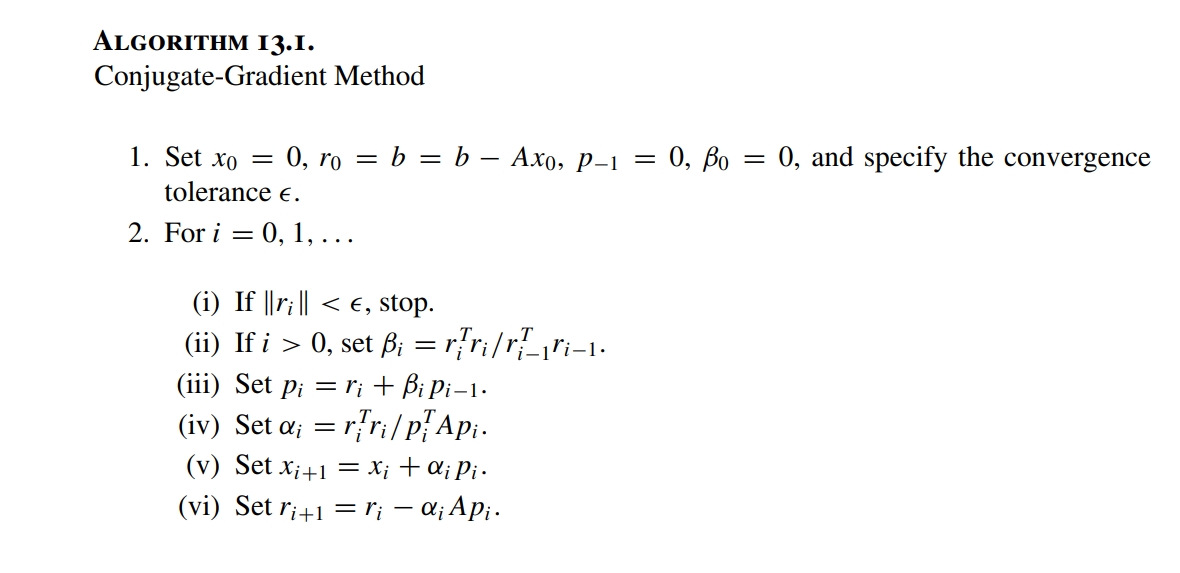 ALGORITHM 13.1.
Conjugate-Gradient Method
1. Set x₀ = 0, r₀ = b = b − Ax₀, p₋₁ = 0, β₀ = 0, and specify the convergence
tolerance ϵ.
2. For i = 0, 1, . . .
(i) If ‖rᵢ‖ < ϵ, stop.
(ii) If i > 0, set βᵢ = rᵢᵀrᵢ/rᵢ₋₁ᵀrᵢ₋₁.
(iii) Set pᵢ = rᵢ + βᵢpᵢ₋₁.
(iv) Set αᵢ = rᵢᵀrᵢ/pᵢᵀApᵢ.
(v) Set xᵢ₊₁ = xᵢ + αᵢpᵢ.
(vi) Set rᵢ₊₁ = rᵢ − αᵢApᵢ.